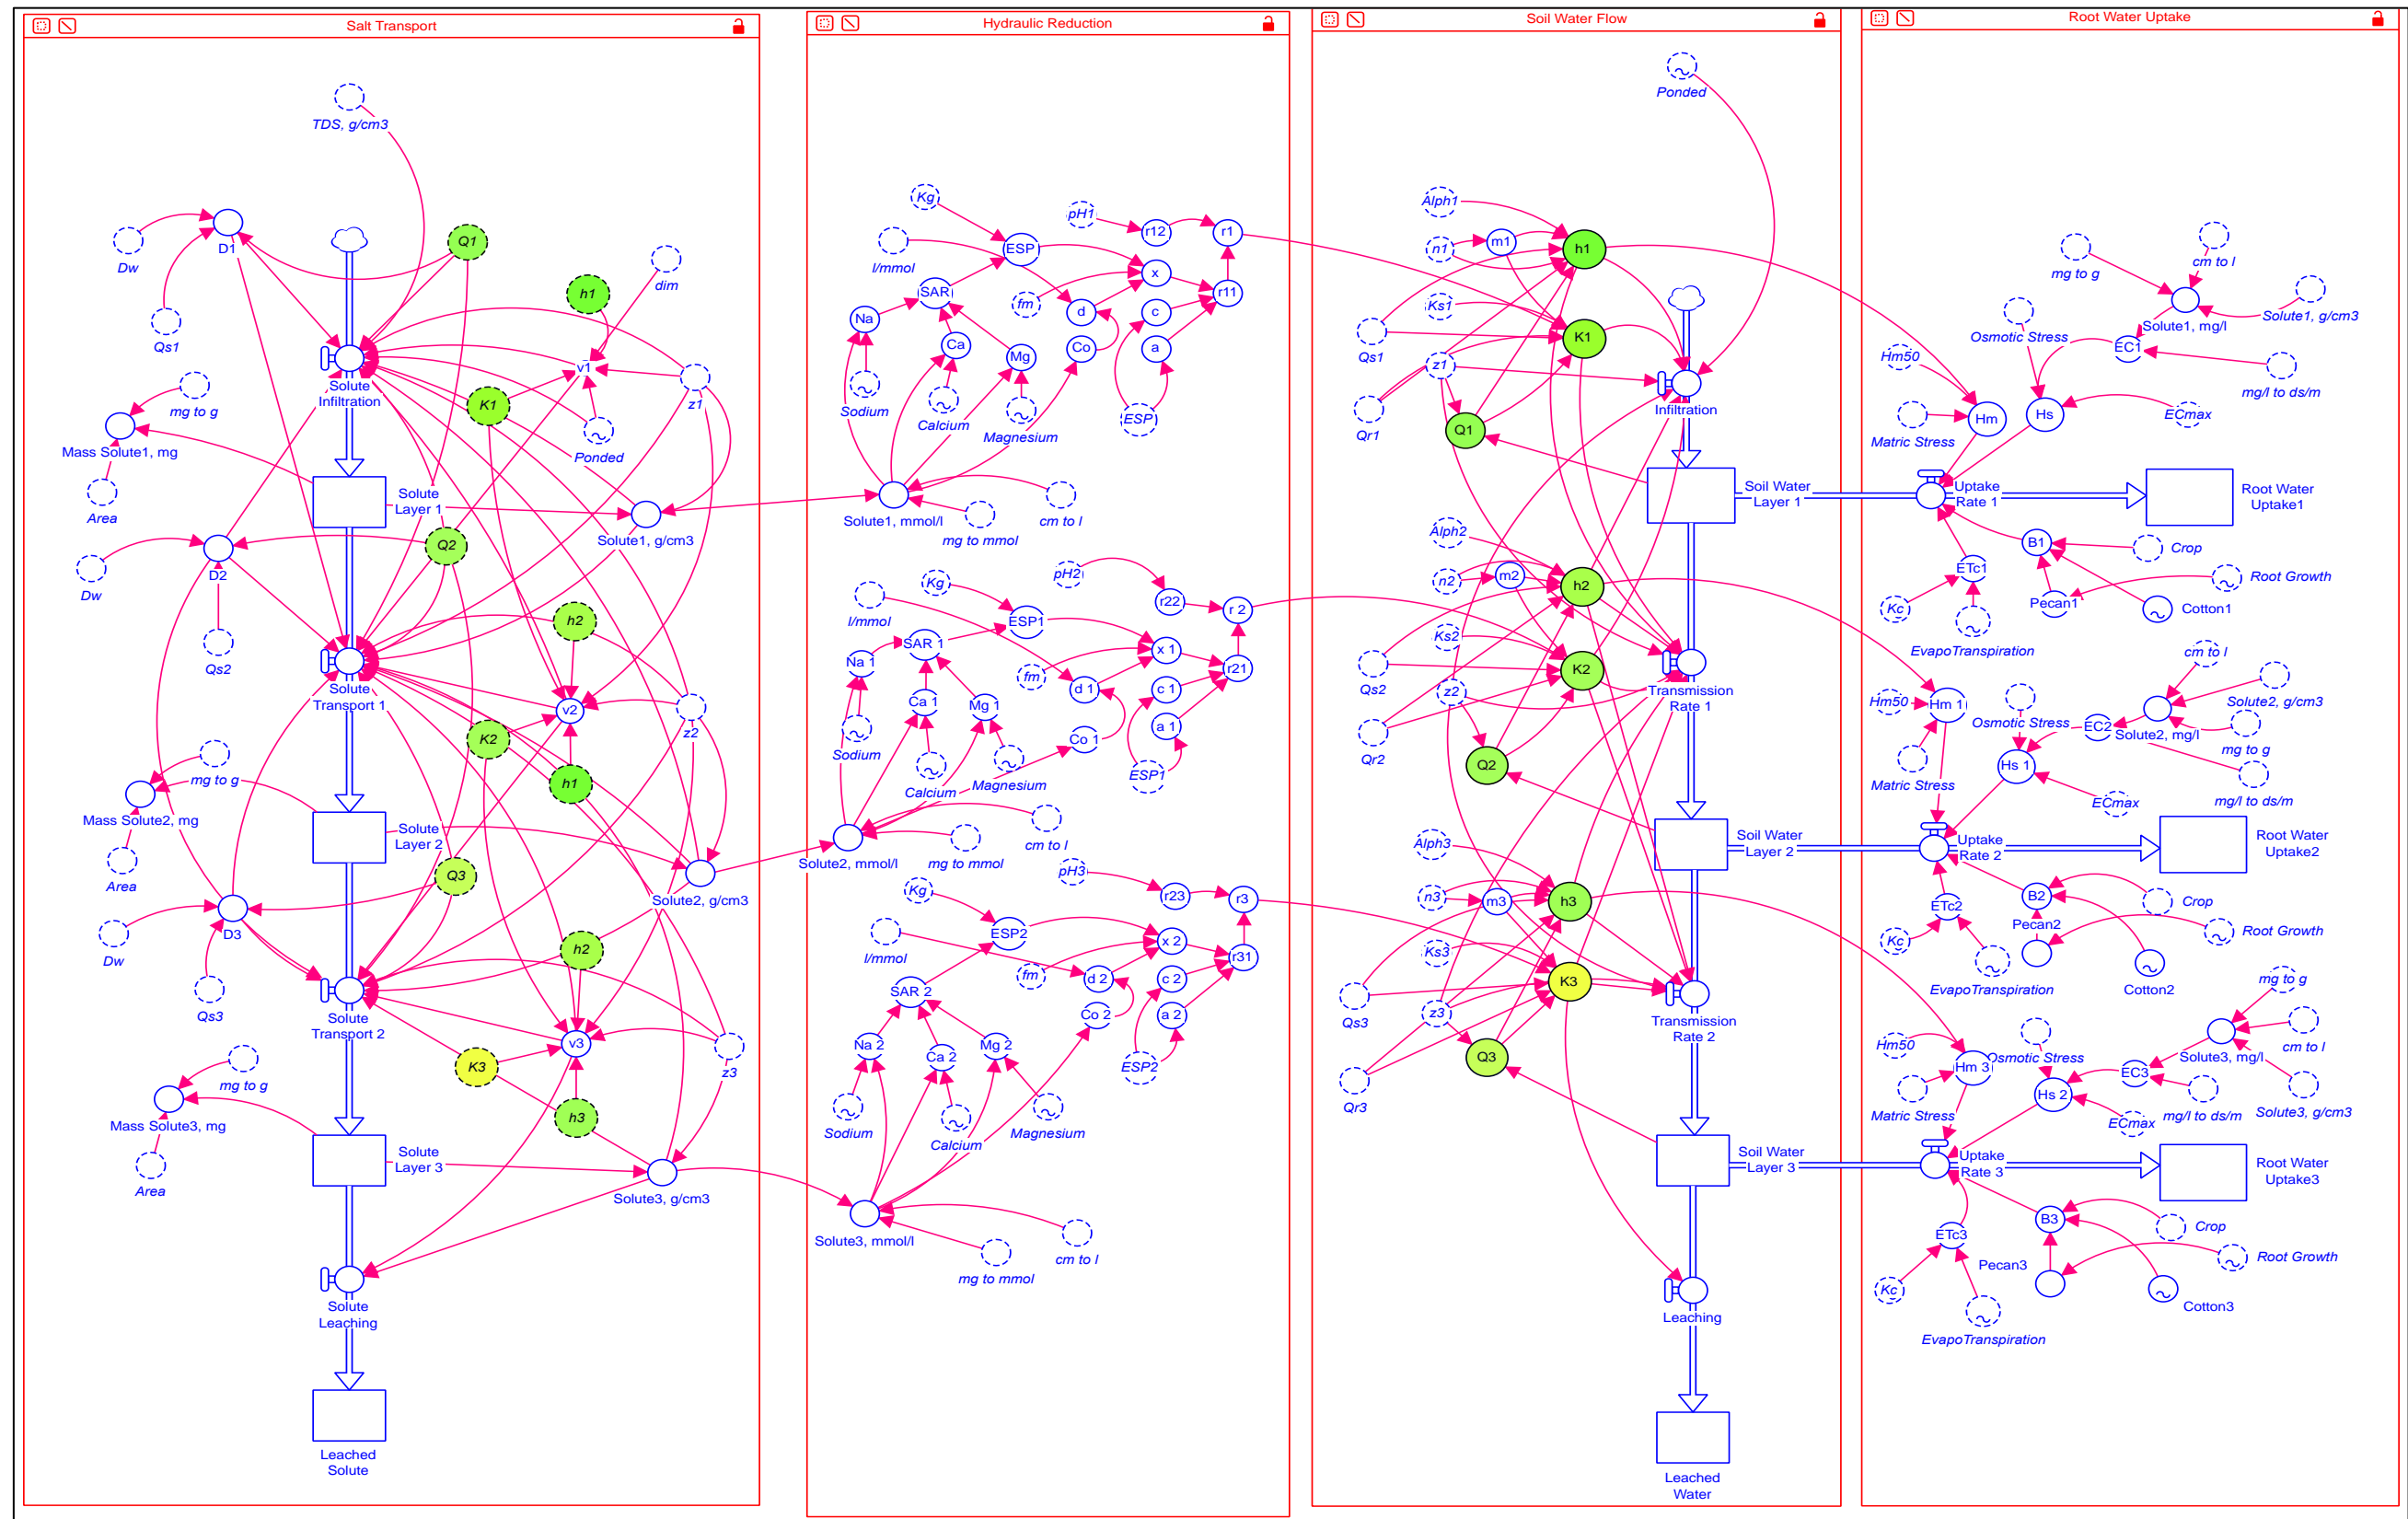 Salt Transport
TDS, g/cm3
Q1
Dw
D1
h1
dim
Qs1
v1
Solute
Infiltration
z1
mg to g
K1
Mass Solute1, mg
Ponded
Area
Solute
Layer 1
Solute1, g/cm3
Q2
D2
Dw
h2
Qs2
Solute
Transport 1
v2
z2
K2
mg to g
h1
Mass Solute2, mg
Solute
Layer 2
Area
Q3
Solute2, g/cm3
D3
Dw
h2
Qs3
Solute
Transport 2
v3
z3
K3
mg to g
h3
Mass Solute3, mg
Solute
Layer 3
Area
Solute3, g/cm3
Solute
Leaching
Leached
Solute
Hydraulic Reduction
Kg
pH1
r12
r1
l/mmol
ESP
x
SAR
fm
r11
Na
d
c
Ca
Mg
Co
a
Sodium
Calcium
Magnesium
ESP
Solute1, mmol/l
cm to l
mg to mmol
pH2
Kg
l/mmol
r22
r 2
ESP1
SAR 1
x 1
Na 1
fm
r21
d 1
c 1
Ca 1
Mg 1
a 1
Co 1
Sodium
Calcium
Magnesium
ESP1
Solute2, mmol/l
mg to mmol
cm to l
pH3
Kg
r23
r3
l/mmol
ESP2
x 2
r31
fm
d 2
c 2
SAR 2
Co 2
a 2
Na 2
Ca 2
Mg 2
ESP2
Sodium
Calcium
Magnesium
Solute3, mmol/l
cm to l
mg to mmol
Soil Water Flow
Ponded
Alph1
n1
m1
h1
Ks1
Qs1
K1
z1
Qr1
Infiltration
Q1
Soil Water
Layer 1
Alph2
n2
m2
h2
Ks2
Qs2
K2
z2
Transmission
Rate 1
Qr2
Q2
Soil Water
Layer 2
Alph3
n3
m3
h3
Ks3
Qs3
K3
z3
Transmission
Rate 2
Q3
Qr3
Soil Water
Layer 3
Leaching
Leached
Water
Root Water Uptake
mg to g
cm to l
Solute1, g/cm3
Solute1, mg/l
Osmotic Stress
EC1
Hm50
mg/l to ds/m
Hm
Hs
ECmax
Matric Stress
Uptake
Rate 1
Root Water
Uptake1
B1
Crop
ETc1
Root Growth
Kc
Pecan1
Cotton1
EvapoTranspiration
cm to l
Hm50
Hm 1
Solute2, g/cm3
Osmotic Stress
EC2
Solute2, mg/l
mg to g
Hs 1
Matric Stress
ECmax
mg/l to ds/m
Uptake
Rate 2
Root Water
Uptake2
B2
Crop
ETc2
Pecan2
Kc
Root Growth
EvapoTranspiration
Cotton2
mg to g
Hm50
cm to l
Osmotic Stress
Solute3, mg/l
Hm 3
EC3
Hs 2
Matric Stress
mg/l to ds/m
Solute3, g/cm3
ECmax
Uptake
Rate 3
Root Water
Uptake3
B3
Crop
ETc3
Pecan3
Root Growth
Kc
Cotton3
EvapoTranspiration